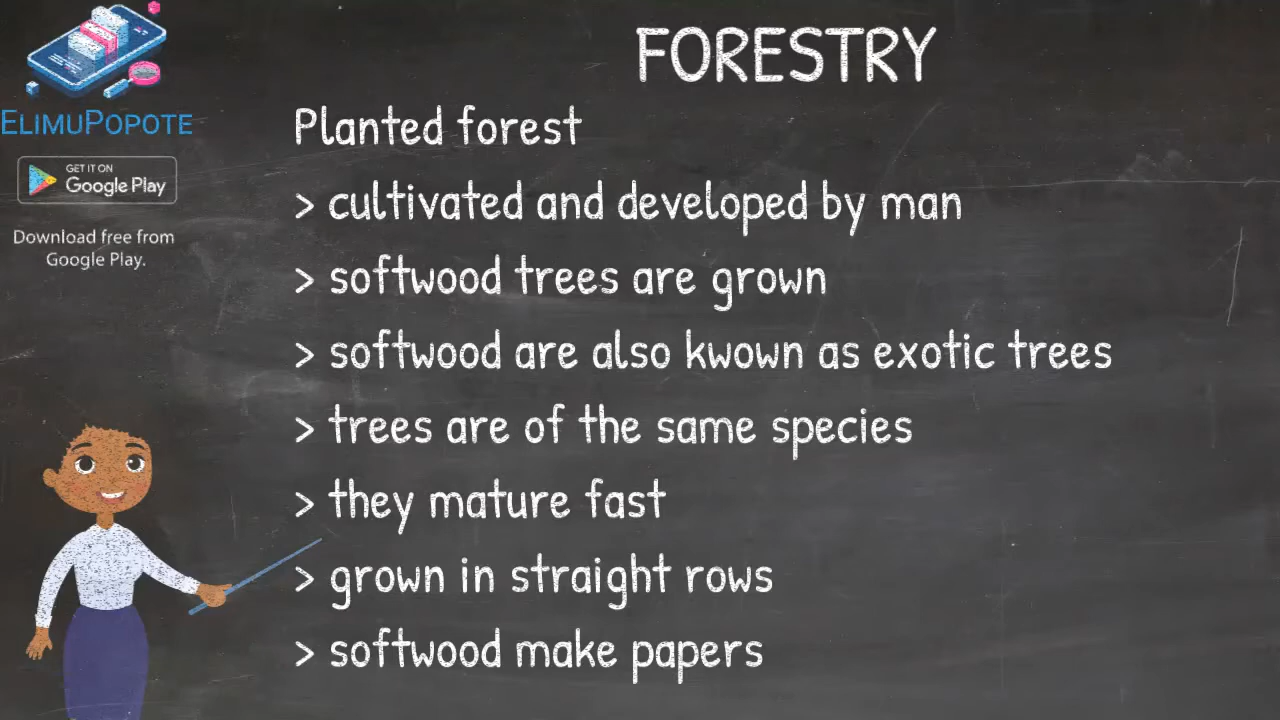 FORESTRY
ELIMUPOPOTE
GET IT ON
Google Play
Download free from
Google Play.
Planted forest
> cultivated and developed by man
> softwood trees are grown
> softwood are also kwown as exotic trees
> trees are of the same species
> they mature fast
> grown in straight rows
> softwood make papers